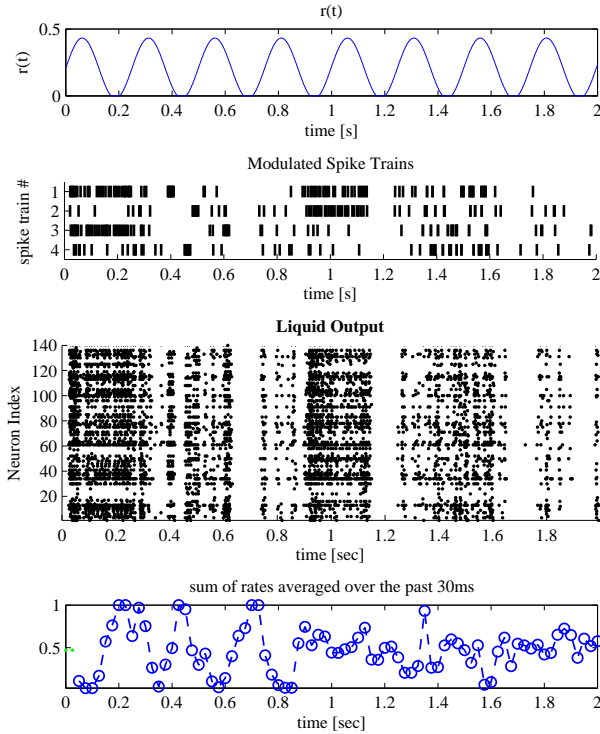 r(t)
0.5
r(t)
0
0 0.2 0.4 0.6 0.8 1 1.2 1.4 1.6 1.8 2
time [s]
Modulated Spike Trains
spike train #
1
2
3
4
0 0.2 0.4 0.6 0.8 1 1.2 1.4 1.6 1.8 2
time [s]
Liquid Output
Neuron Index
140
120
100
80
60
40
20
0 0.2 0.4 0.6 0.8 1 1.2 1.4 1.6 1.8 2
time [sec]
sum of rates averaged over the past 30ms
1
0.5
0 0.2 0.4 0.6 0.8 1 1.2 1.4 1.6 1.8 2
time [sec]